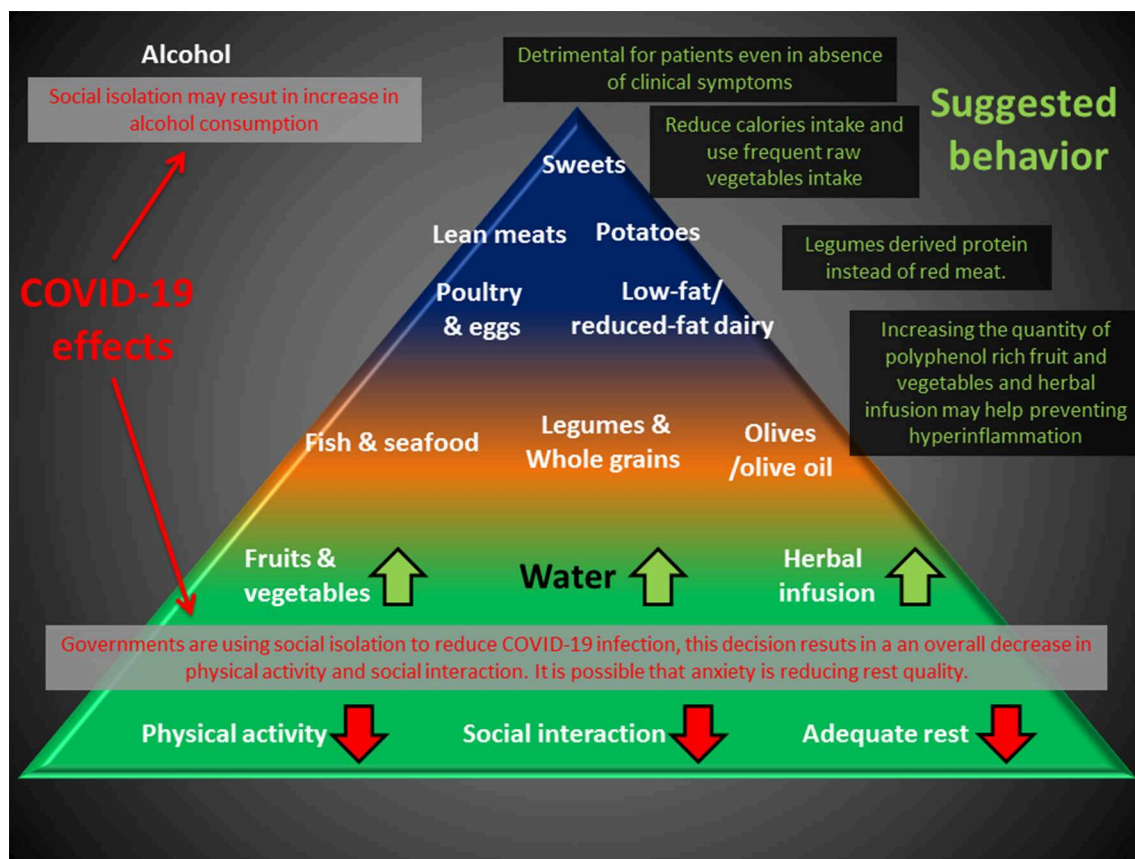 Alcohol
Social isolation may resut in increase in
alcohol consumption
Detrimental for patients even in absence
of clinical symptoms
Suggested
behavior
Reduce calories intake and
use frequent raw
vegetables intake
Sweets
Lean meats
Potatoes
Legumes derived protein
instead of red meat.
COVID-19
effects
Poultry
& eggs
Low-fat/
reduced-fat dairy
Increasing the quantity of
polyphenol rich fruit and
vegetables and herbal
infusion may help preventing
hyperinflammation
Fish & seafood
Legumes &
Whole grains
Olives
/olive oil
Fruits &
vegetables
Water
Herbal
infusion
Governments are using social isolation to reduce COVID-19 infection, this decision resuts in a an overall decrease in
physical activity and social interaction. It is possible that anxiety is reducing rest quality.
Physical activity
Social interaction
Adequate rest